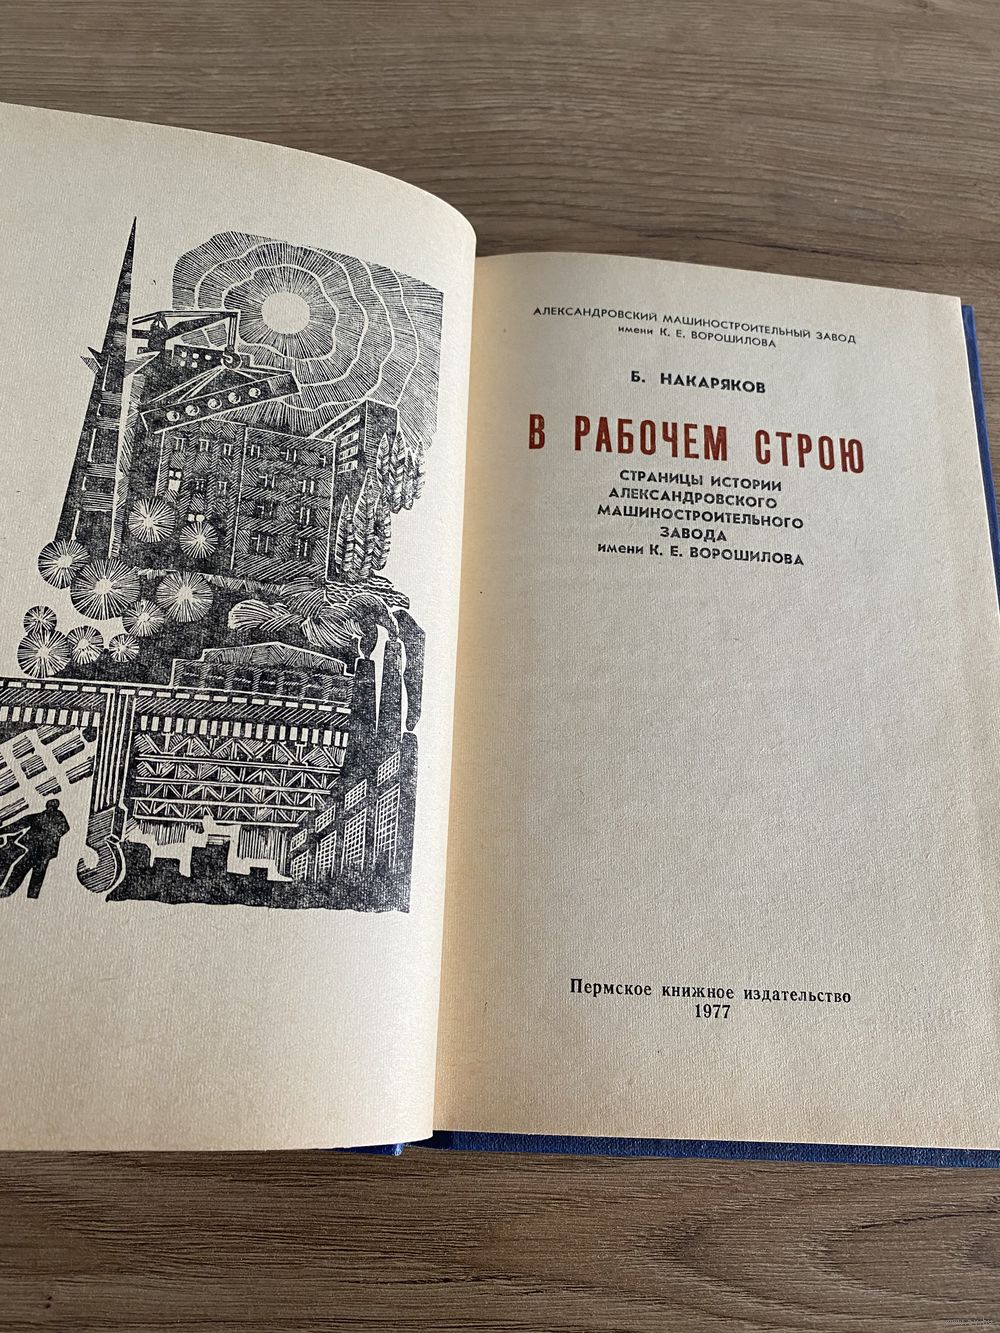 АЛЕКСАНДРОВСКИЙ МАШИНОСТРОИТЕЛЬНЫЙ ЗАВОД
имени К. Е. ВОРОШИЛОВА
Б. НАКАРЯКОВ
В РАБОЧЕМ СТРОЮ
СТРАНИЦЫ ИСТОРИИ
АЛЕКСАНДРОВСКОГО
МАШИНОСТРОИТЕЛЬНОГО
ЗАВОДА
имени К. Е. ВОРОШИЛОВА
Пермское книжное издательство
1977